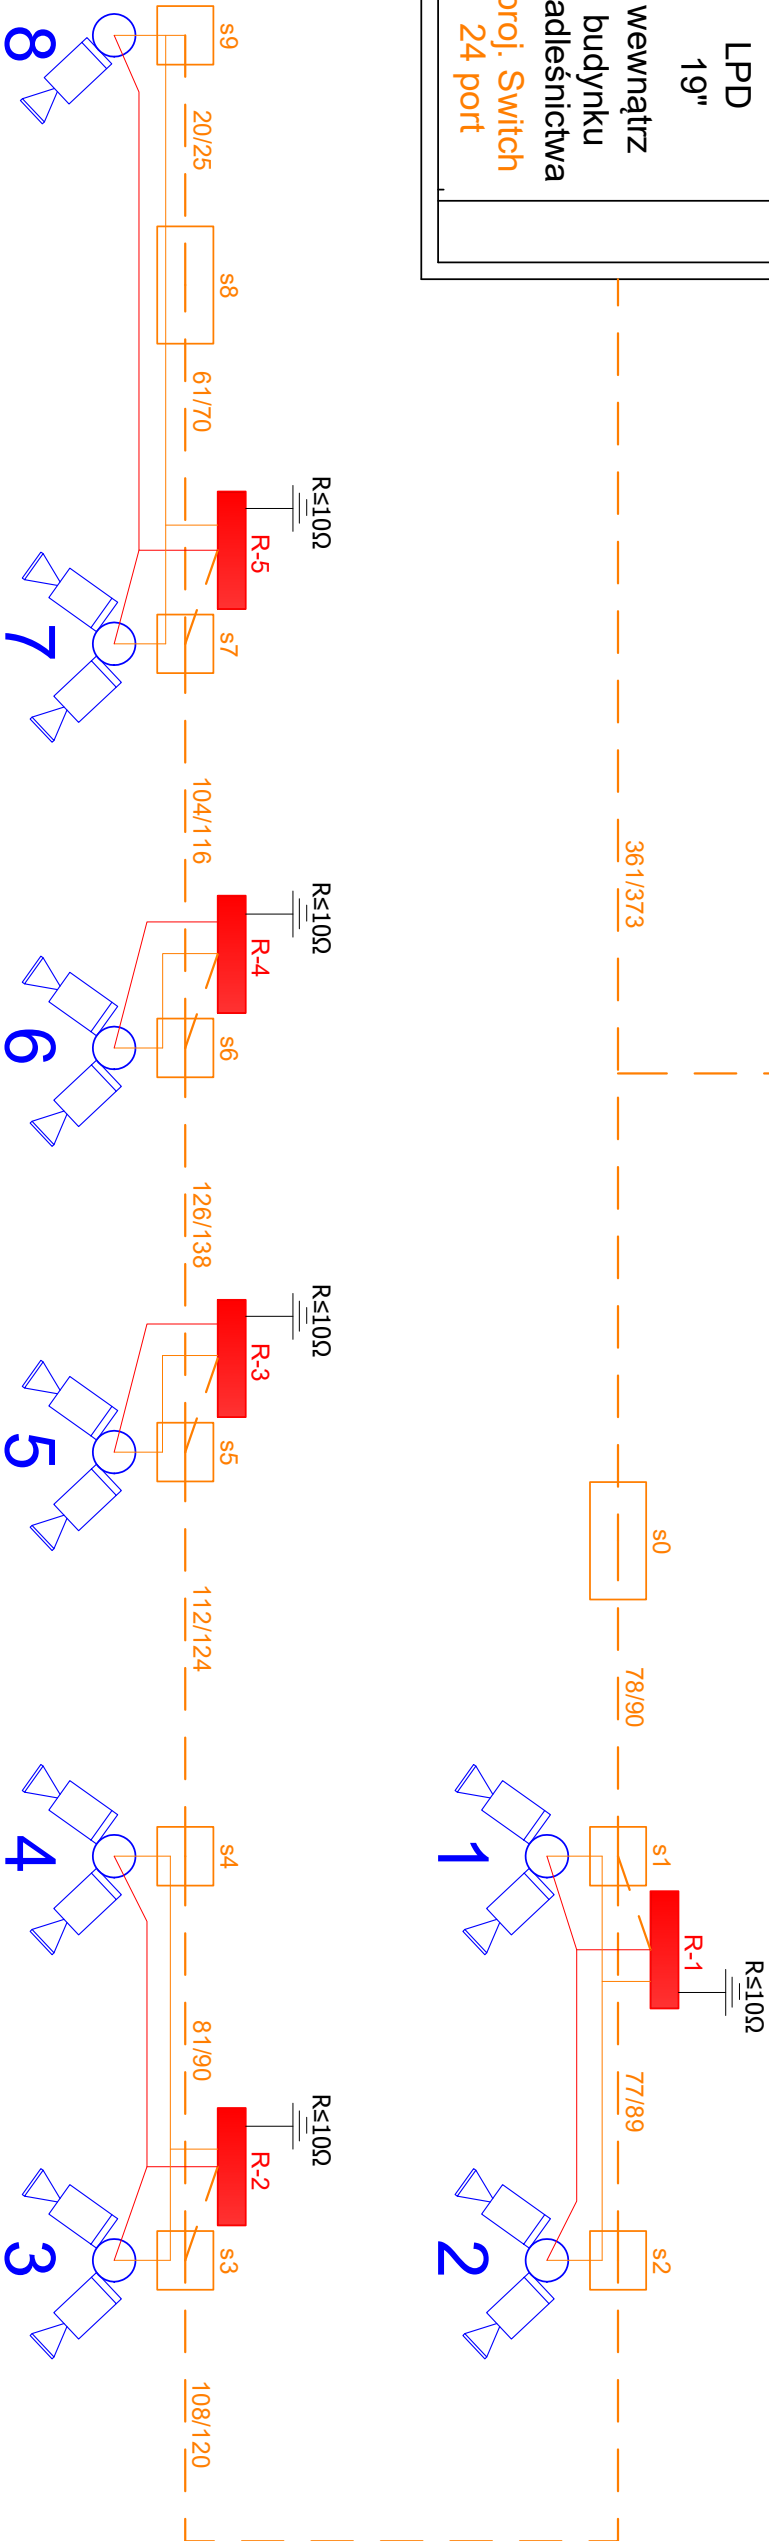 LPD
19"
wewnątrz
budynku
adleśnictwa
proj. Switch
24 port
361/373
s0
78/90
s1
R-1
R≤10Ω
77/89
s2
1
2
s9
20/25
s8
61/70
R≤10Ω
R-5
s7
104/116
R≤10Ω
R-4
s6
126/138
R≤10Ω
R-3
s5
112/124
s4
81/90
R≤10Ω
R-2
s3
108/120
8
7
6
5
4
3